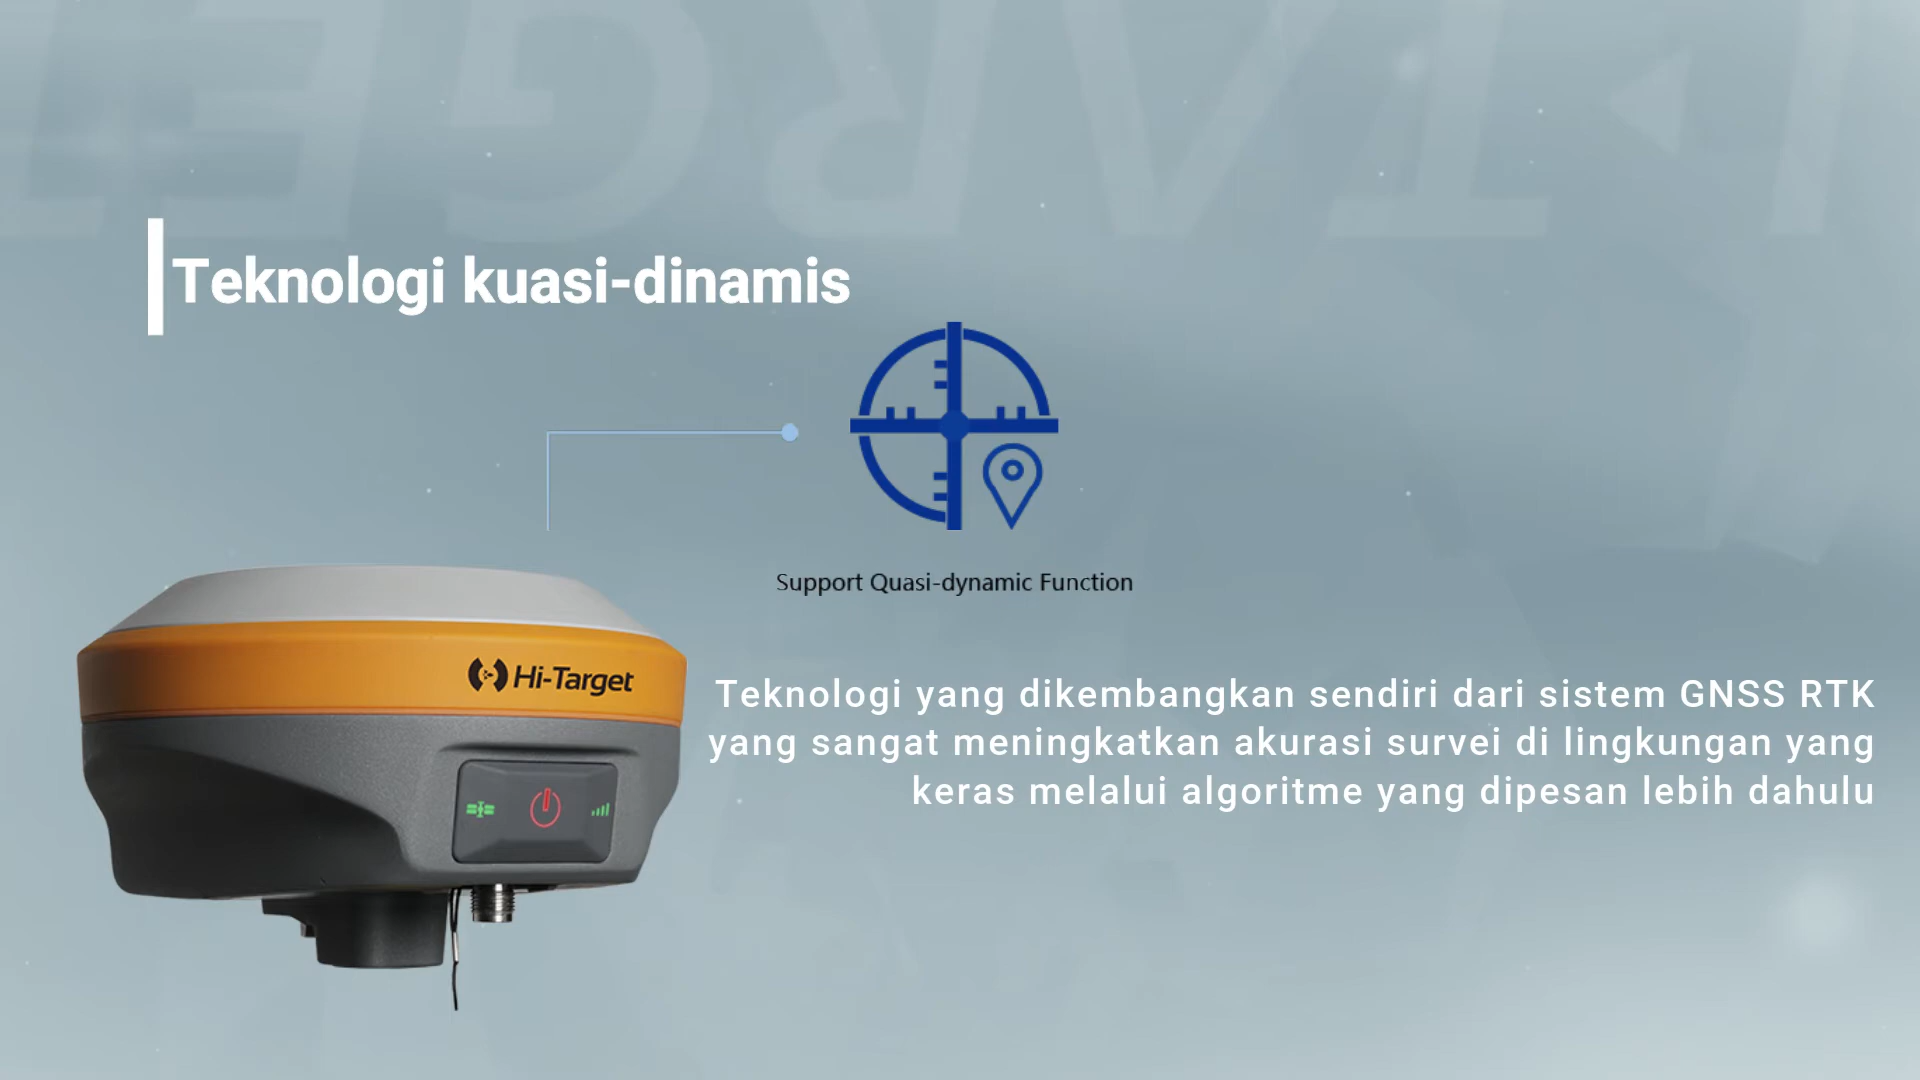 TARGET
Teknologi kuasi-dinamis
Support Quasi-dynamic Function
Hi-Target
Teknologi yang dikembangkan sendiri dari sistem GNSS RTK
yang sangat meningkatkan akurasi survei di lingkungan yang
keras melalui algoritme yang dipesan lebih dahulu